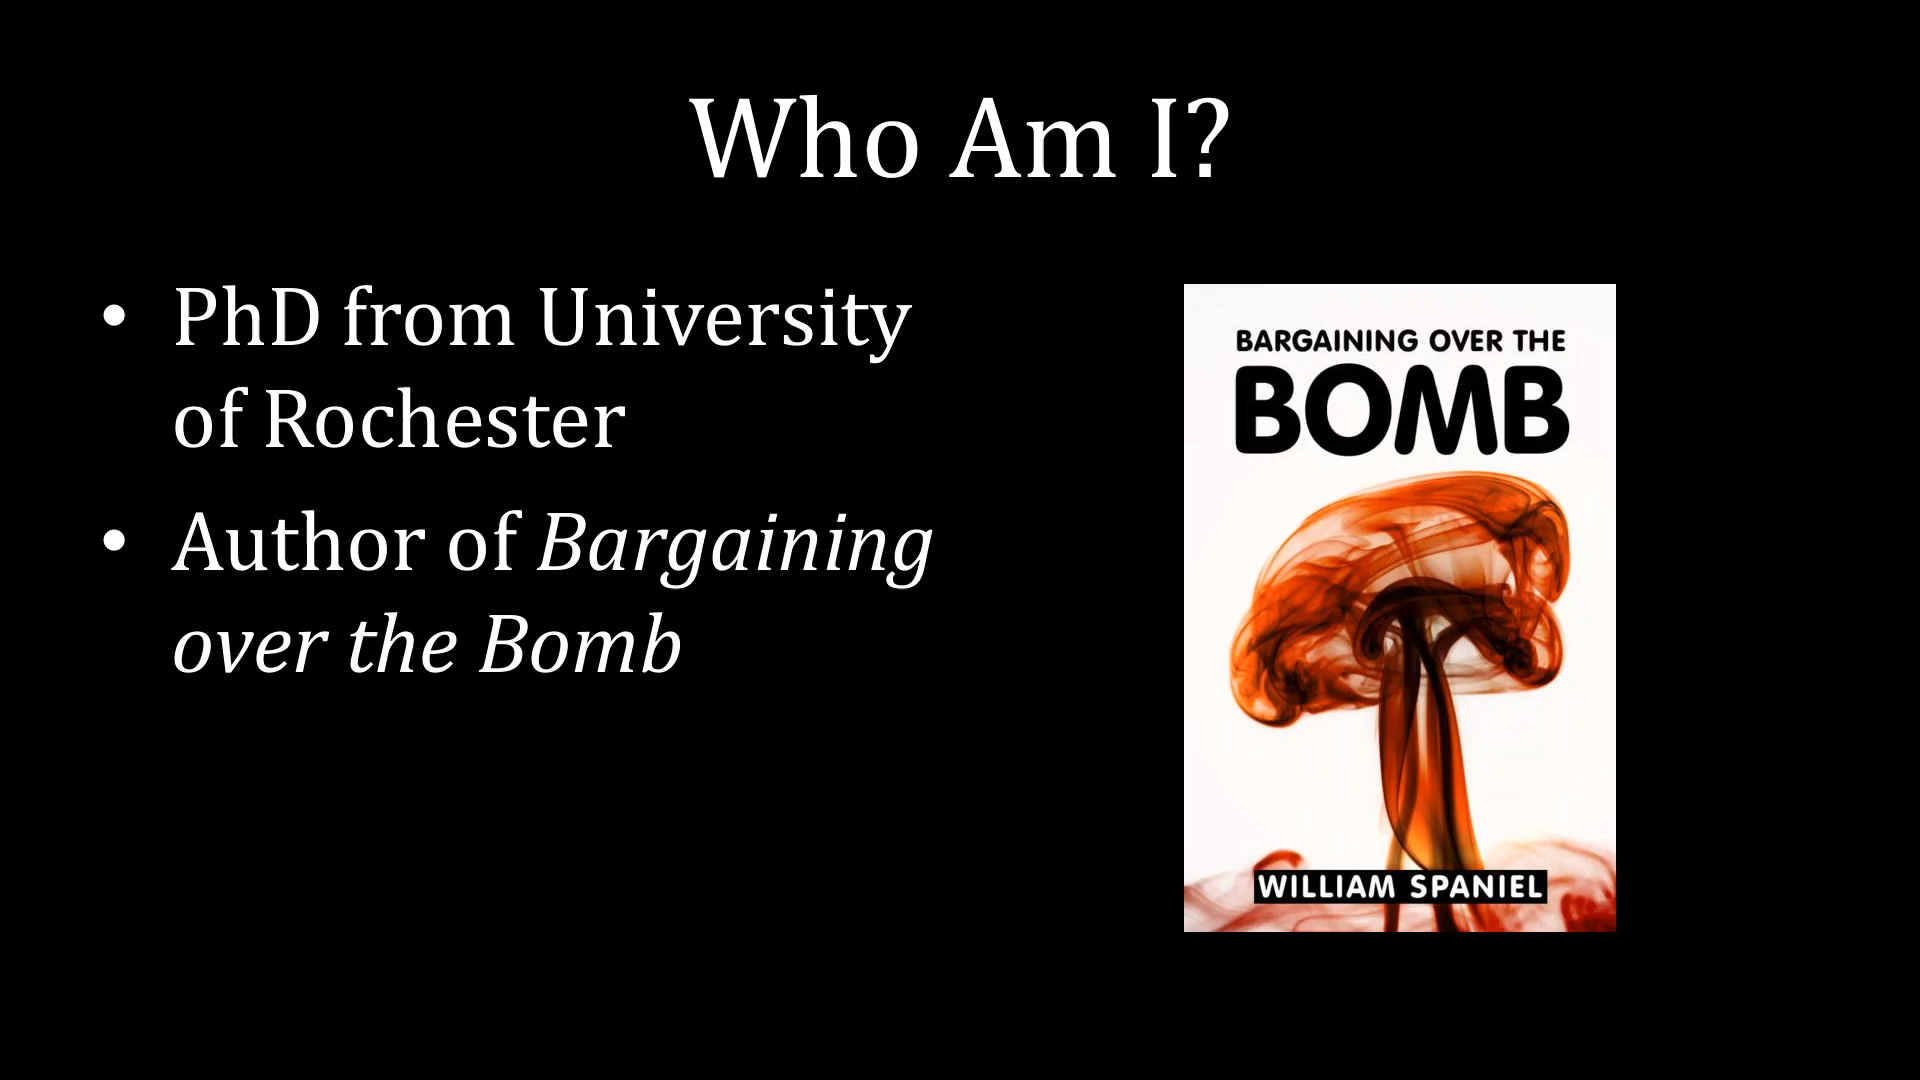 Who Am I?
• PhD from University
of Rochester
• Author of Bargaining
over the Bomb
BARGAINING OVER THE
BOMB
WILLIAM SPANIEL